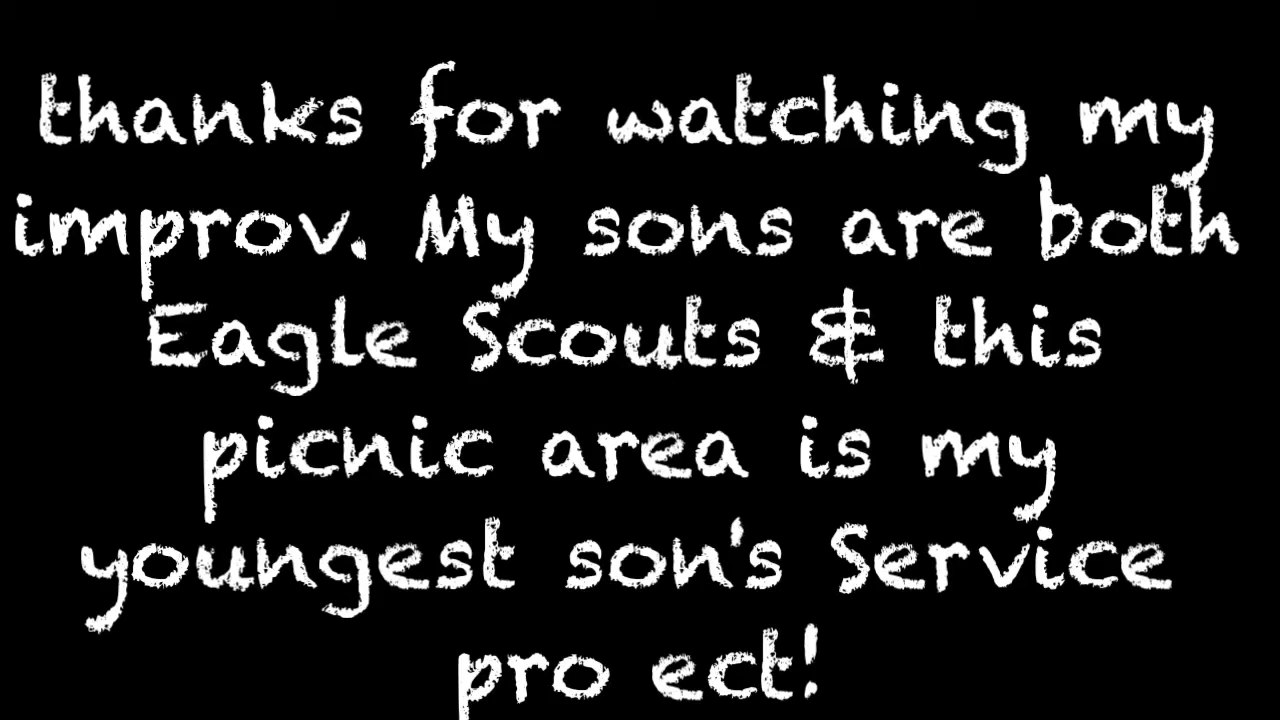 thanks for watching my
improv. My sons are both
Eagle Scouts & this
picnic area is my
youngest son's Service
pro ect!